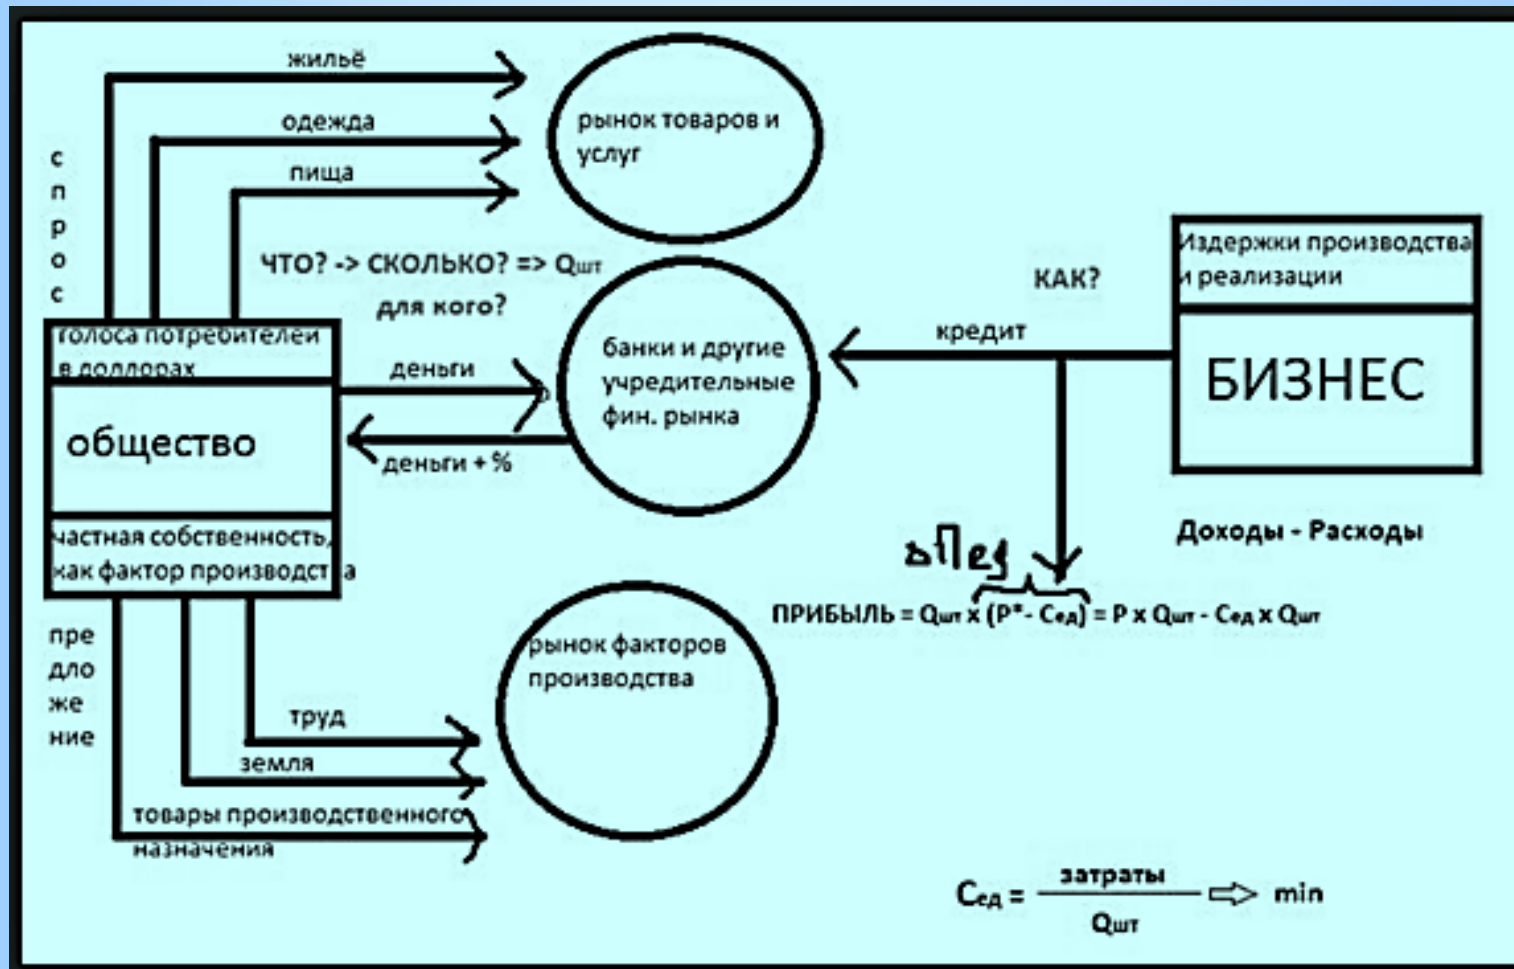 жильё
одежда
пища
спрос
рынок товаров и
услуг
ЧТО? -> СКОЛЬКО? => Qшт
для кого?
КАК?
Издержки производства
и реализации
БИЗНЕС
голоса потребителей
в долларах
общество
частная собственность,
как фактор производства
деньги
деньги + %
банки и другие
учредительные
фин. рынка
кредит
Доходы - Расходы
ПРИБЫЛЬ = Qшт х (P* - Cед) = P x Qшт - Cед x Qшт
пре
дло
же
ние
рынок факторов
производства
труд
земля
товары производственного
назначения
Cед = затраты
Qшт
min